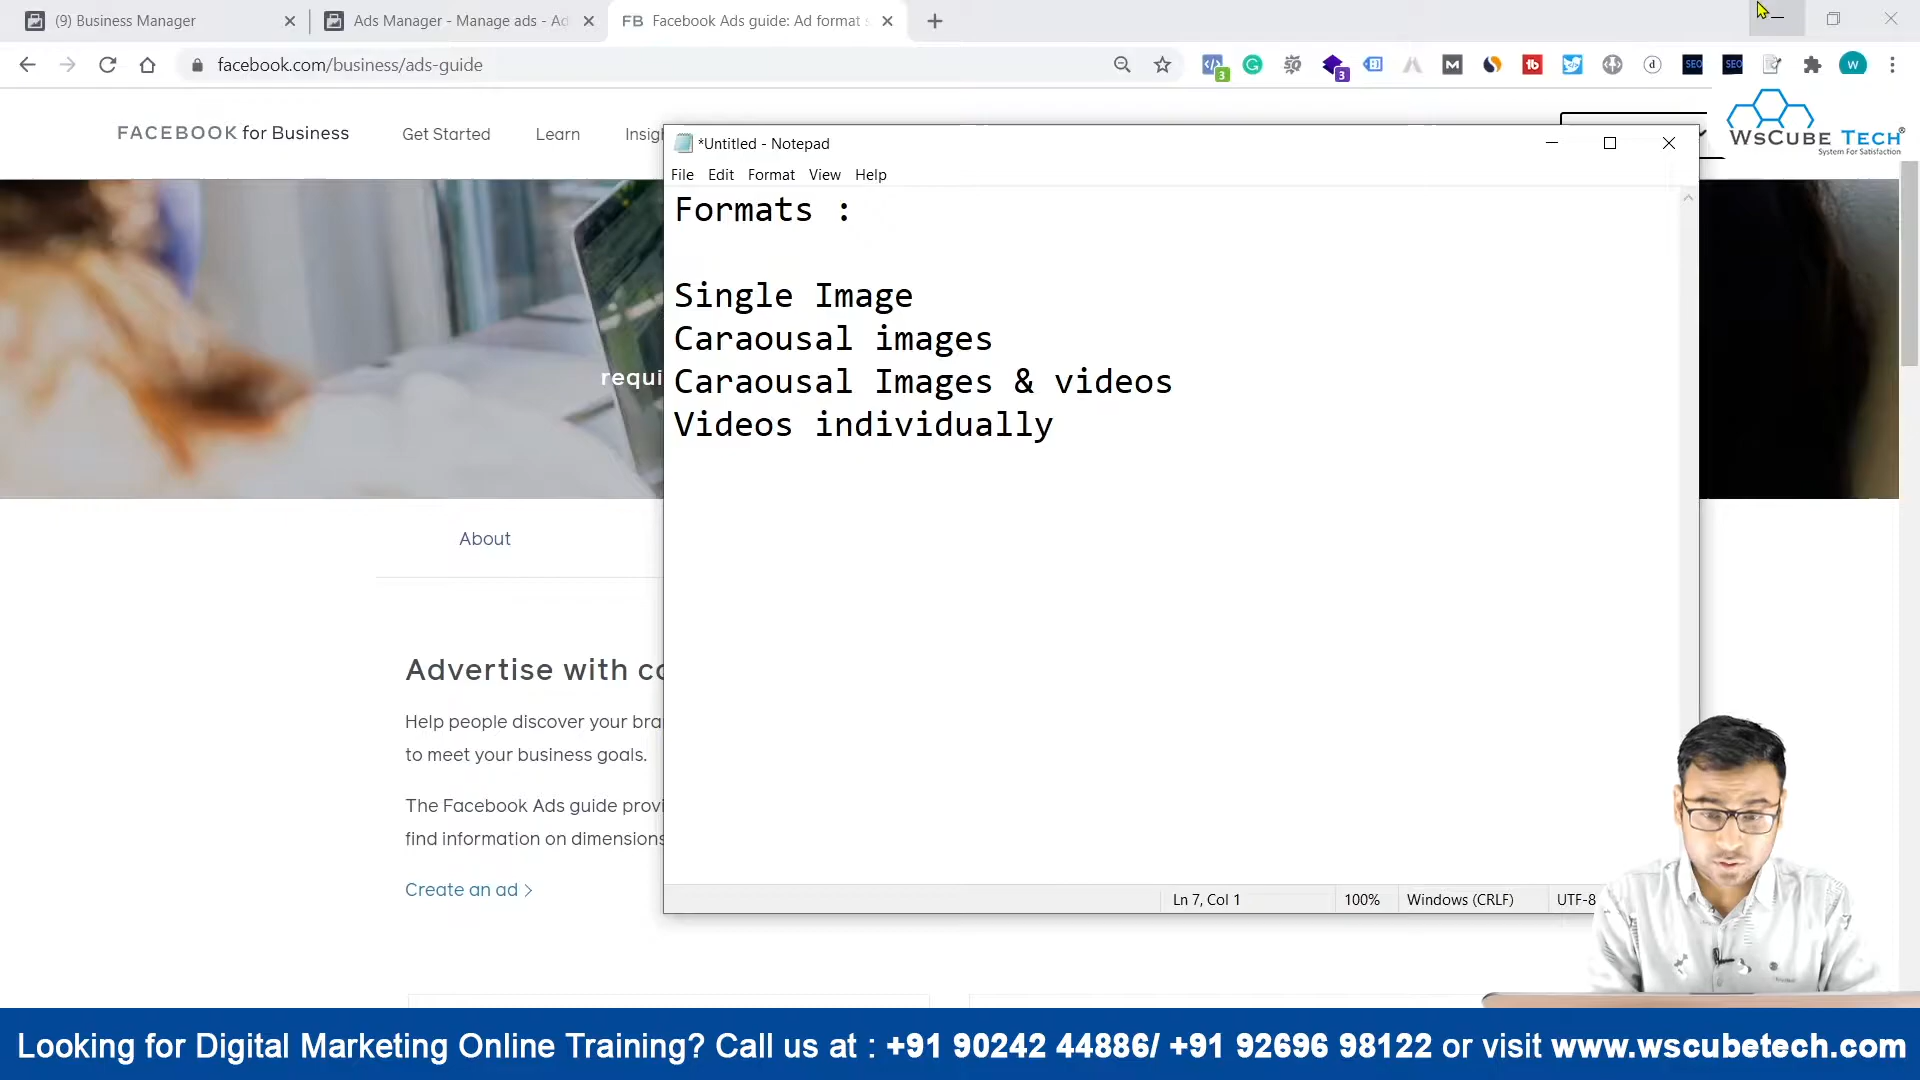 (9) Business Manager
Ads Manager - Manage ads - Ad
FB Facebook Ads guide: Ad format s
facebook.com/business/ads-guide
FACEBOOK for Business
Get Started
Learn
Insigh
WsCube Tech®
System For Satisfaction
*Untitled - Notepad
File Edit Format View Help
Formats :
Single Image
Caraousal images
requi
Caraousal Images & videos
Videos individually
About
Advertise with co
Help people discover your bra
to meet your business goals.
The Facebook Ads guide provi
find information on dimensions
Create an ad >
Ln 7, Col 1
100%
Windows (CRLF)
UTF-8
Looking for Digital Marketing Online Training? Call us at : +91 90242 44886/ +91 92696 98122 or visit www.wscubetech.com